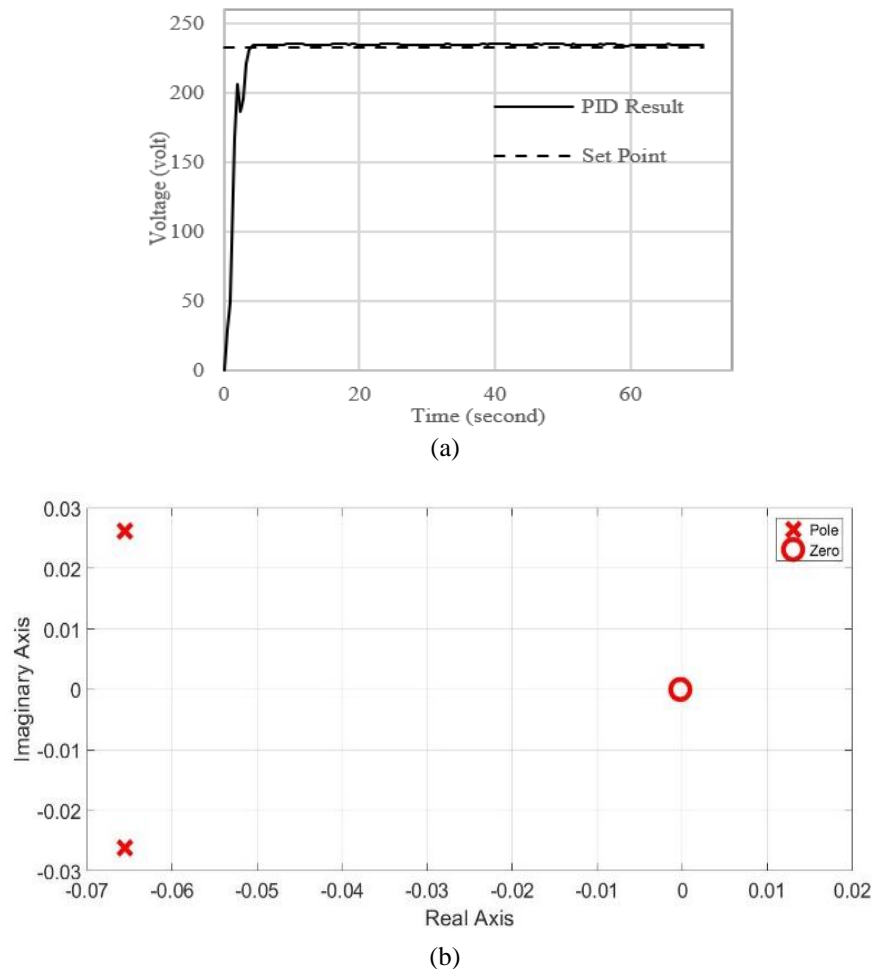 250
200
150
100
50
0
Voltage (volt)
PID Result
Set Point
0 20 40 60
Time (second)
(a)
0.03
0.02
0.01
0
-0.01
-0.02
-0.03
Imaginary Axis
Pole
Zero
-0.07 -0.06 -0.05 -0.04 -0.03 -0.02 -0.01 0 0.01 0.02
Real Axis
(b)